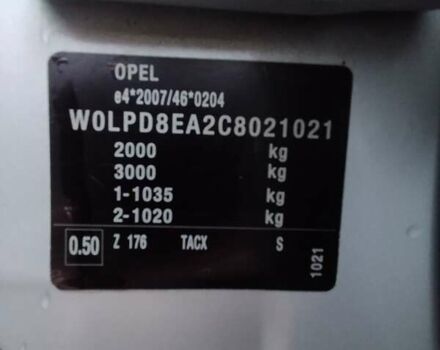 OPEL
e4*2007/46*0204
W0LPD8EA2C8021021
2000 kg
3000 kg
1-1035 kg
2-1020 kg
0.50 Z 176 TACX S
1021